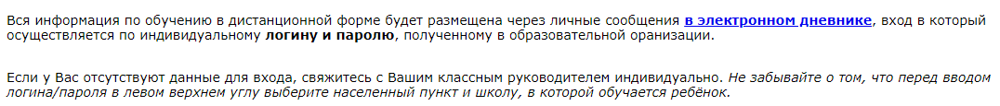 Вся информация по обучению в дистанционной форме будет размещена через личные сообщения в электронном дневнике, вход в который
осуществляется по индивидуальному логину и паролю, полученному в образовательной оранизации.
Если у Вас отсутствуют данные для входа, свяжитесь с Вашим классным руководителем индивидуально. Не забывайте о том, что перед вводом
логина/пароля в левом верхнем углу выберите населенный пункт и школу, в которой обучается ребёнок.